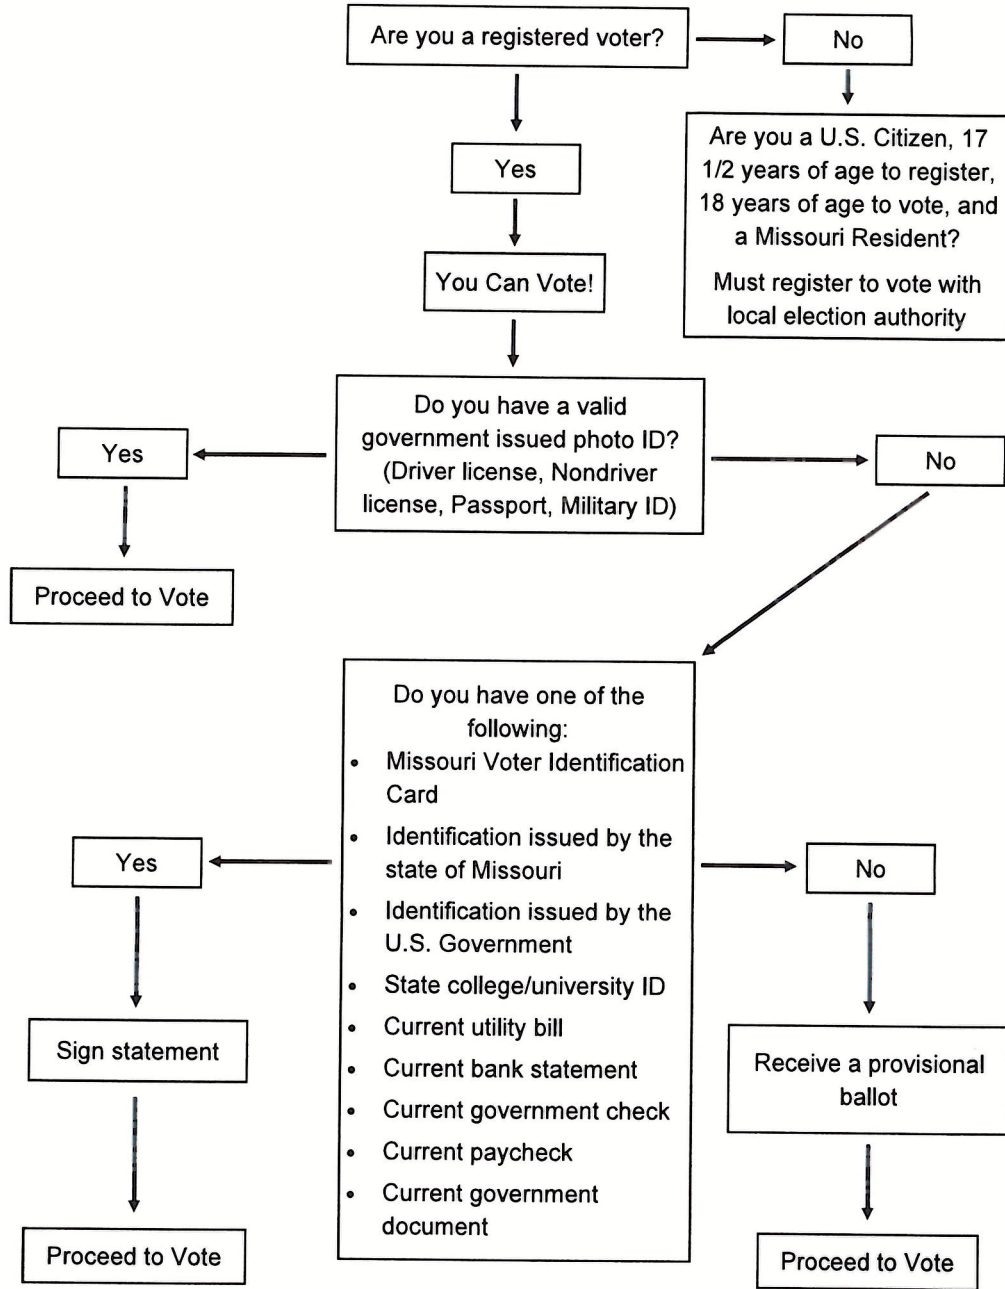 Are you a registered voter?
No
Yes
Are you a U.S. Citizen, 17
1/2 years of age to register,
18 years of age to vote, and
a Missouri Resident?
Must register to vote with
local election authority
You Can Vote!
Do you have a valid
government issued photo ID?
(Driver license, Nondriver
license, Passport, Military ID)
Yes
No
Proceed to Vote
Do you have one of the
following:
• Missouri Voter Identification
Card
• Identification issued by the
state of Missouri
• Identification issued by the
U.S. Government
• State college/university ID
• Current utility bill
• Current bank statement
• Current government check
• Current paycheck
• Current government
document
Yes
No
Sign statement
Receive a provisional
ballot
Proceed to Vote
Proceed to Vote